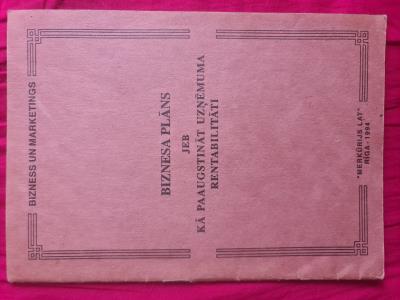 BIZNESS UN MARKETINGS
BIZNESA PLĀNS
JEB
KĀ PAAUGSTINĀT UZŅĒMUMA
RENTABILITĀTI
"MERKŪRIJS LAT"
RĪGA - 1994